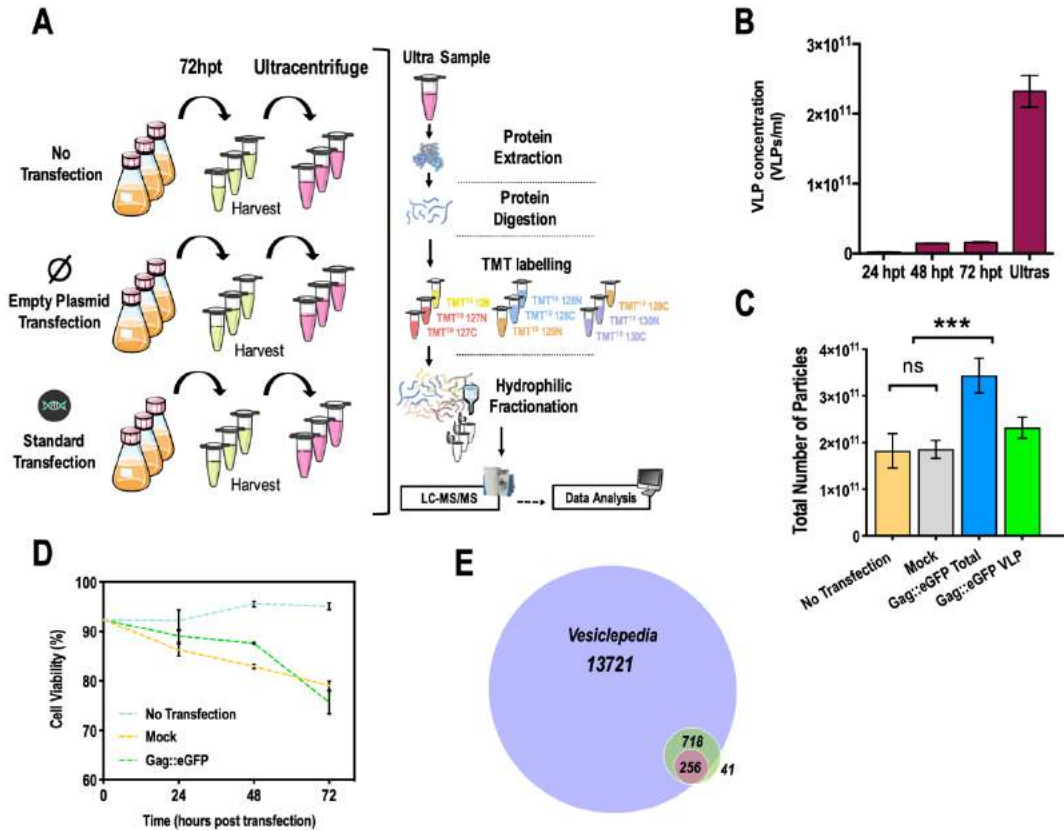 A
72hpt
Ultracentrifuge
No
Transfection
Harvest
Empty Plasmid
Transfection
Harvest
Standard
Transfection
Harvest
Ultra Sample
Protein
Extraction
Protein
Digestion
TMT labelling
TMT¹⁰ 126
TMT¹⁰ 127N
TMT¹⁰ 127C
TMT¹⁰ 128N
TMT¹⁰ 128C
TMT¹⁰ 129N
TMT¹⁰ 129C
TMT¹⁰ 130N
TMT¹⁰ 130C
Hydrophilic
Fractionation
LC-MS/MS
Data Analysis
B
VLP concentration
(VLPs/ml)
3×10¹¹
2×10¹¹
1×10¹¹
0
24 hpt
48 hpt
72 hpt
Ultras
C
Total Number of Particles
4×10¹¹
3×10¹¹
2×10¹¹
1×10¹¹
0
ns
***
No Transfection
Mock
Gag::eGFP Total
Gag::eGFP VLP
D
Cell Viability (%)
100
90
80
70
60
No Transfection
Mock
Gag::eGFP
0
24
48
72
Time (hours post transfection)
E
Vesiclepedia
13721
718
256
41